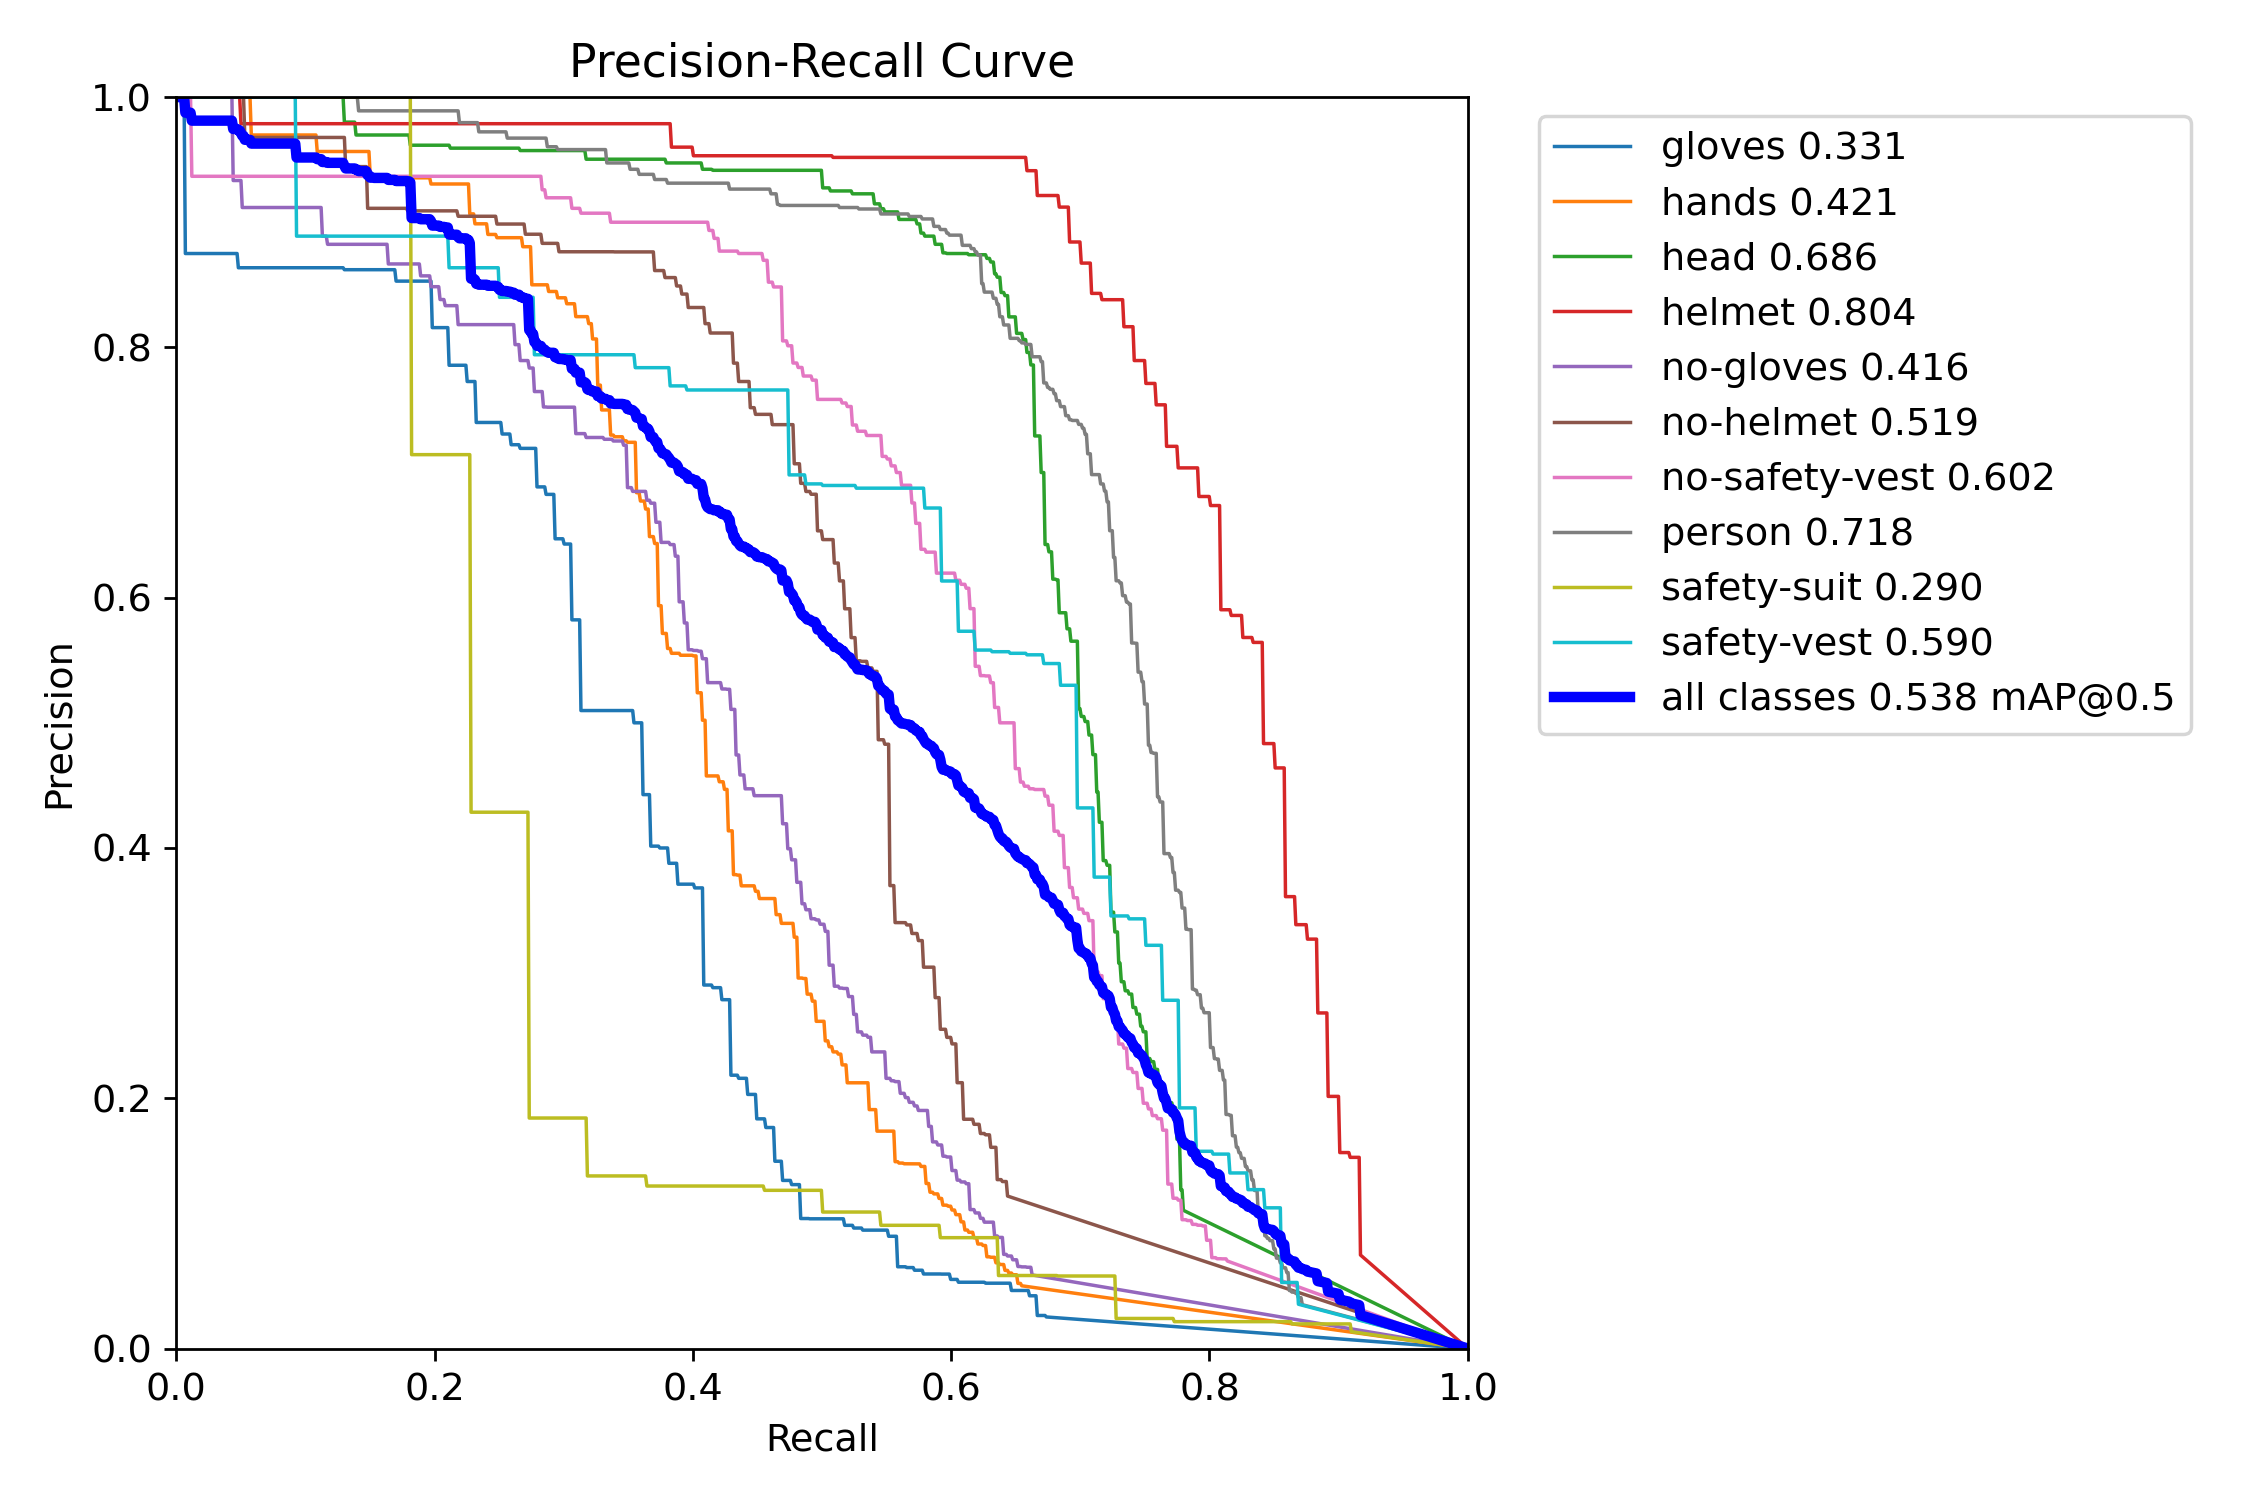 Precision-Recall Curve
1.0
0.8
0.6
0.4
0.2
0.0
Precision
0.0 0.2 0.4 0.6 0.8 1.0
Recall
gloves 0.331
hands 0.421
head 0.686
helmet 0.804
no-gloves 0.416
no-helmet 0.519
no-safety-vest 0.602
person 0.718
safety-suit 0.290
safety-vest 0.590
all classes 0.538 mAP@0.5